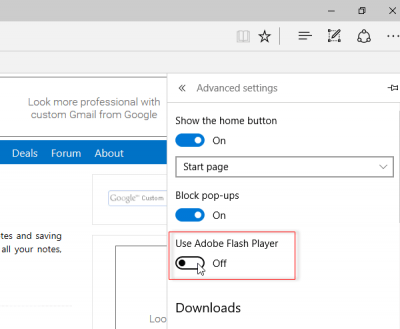 Look more professional with
custom Gmail from Google
Deals Forum About
Google™ Custom
tes and saving
all your notes.
Loo
Advanced settings
Show the home button
On
Start page
Block pop-ups
On
Use Adobe Flash Player
Off
Downloads